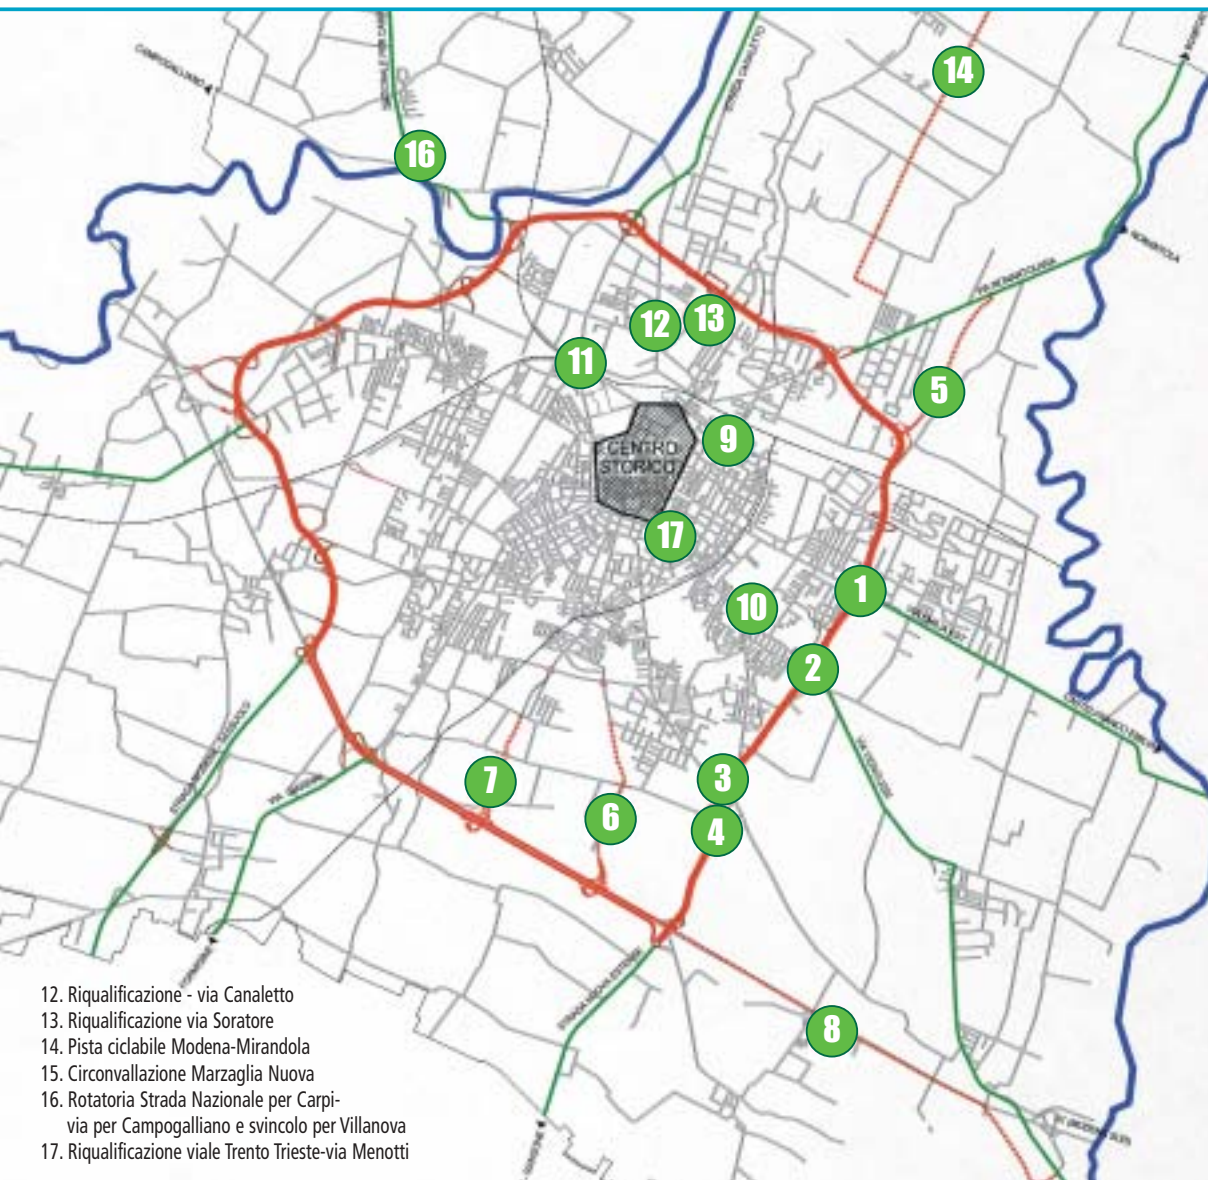 14
16
12
13
11
5
9
CENTRO
STORICO
17
1
10
2
7
3
6
4
8
12. Riqualificazione - via Canaletto
13. Riqualificazione via Soratore
14. Pista ciclabile Modena-Mirandola
15. Circonvallazione Marzaglia Nuova
16. Rotatoria Strada Nazionale per Carpi-
via per Campogalliano e svincolo per Villanova
17. Riqualificazione viale Trento Trieste-via Menotti